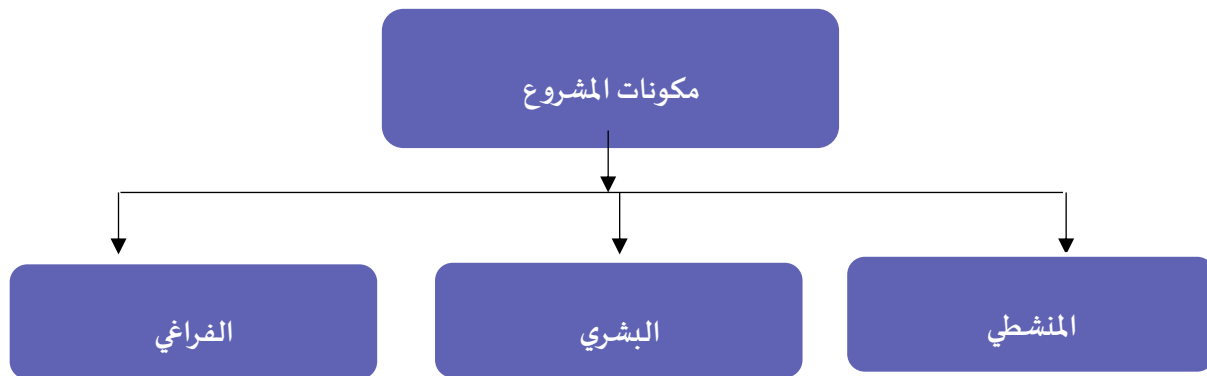 مكونات المشروع
المنشطي
البشري
الفراغي